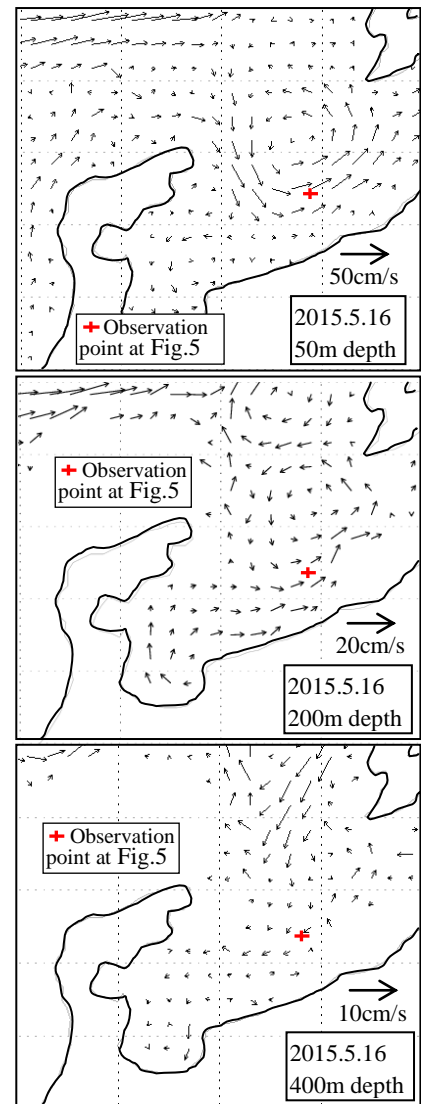 50cm/s
+ Observation
point at Fig.5
2015.5.16
50m depth
+ Observation
point at Fig.5
20cm/s
2015.5.16
200m depth
+ Observation
point at Fig.5
10cm/s
2015.5.16
400m depth